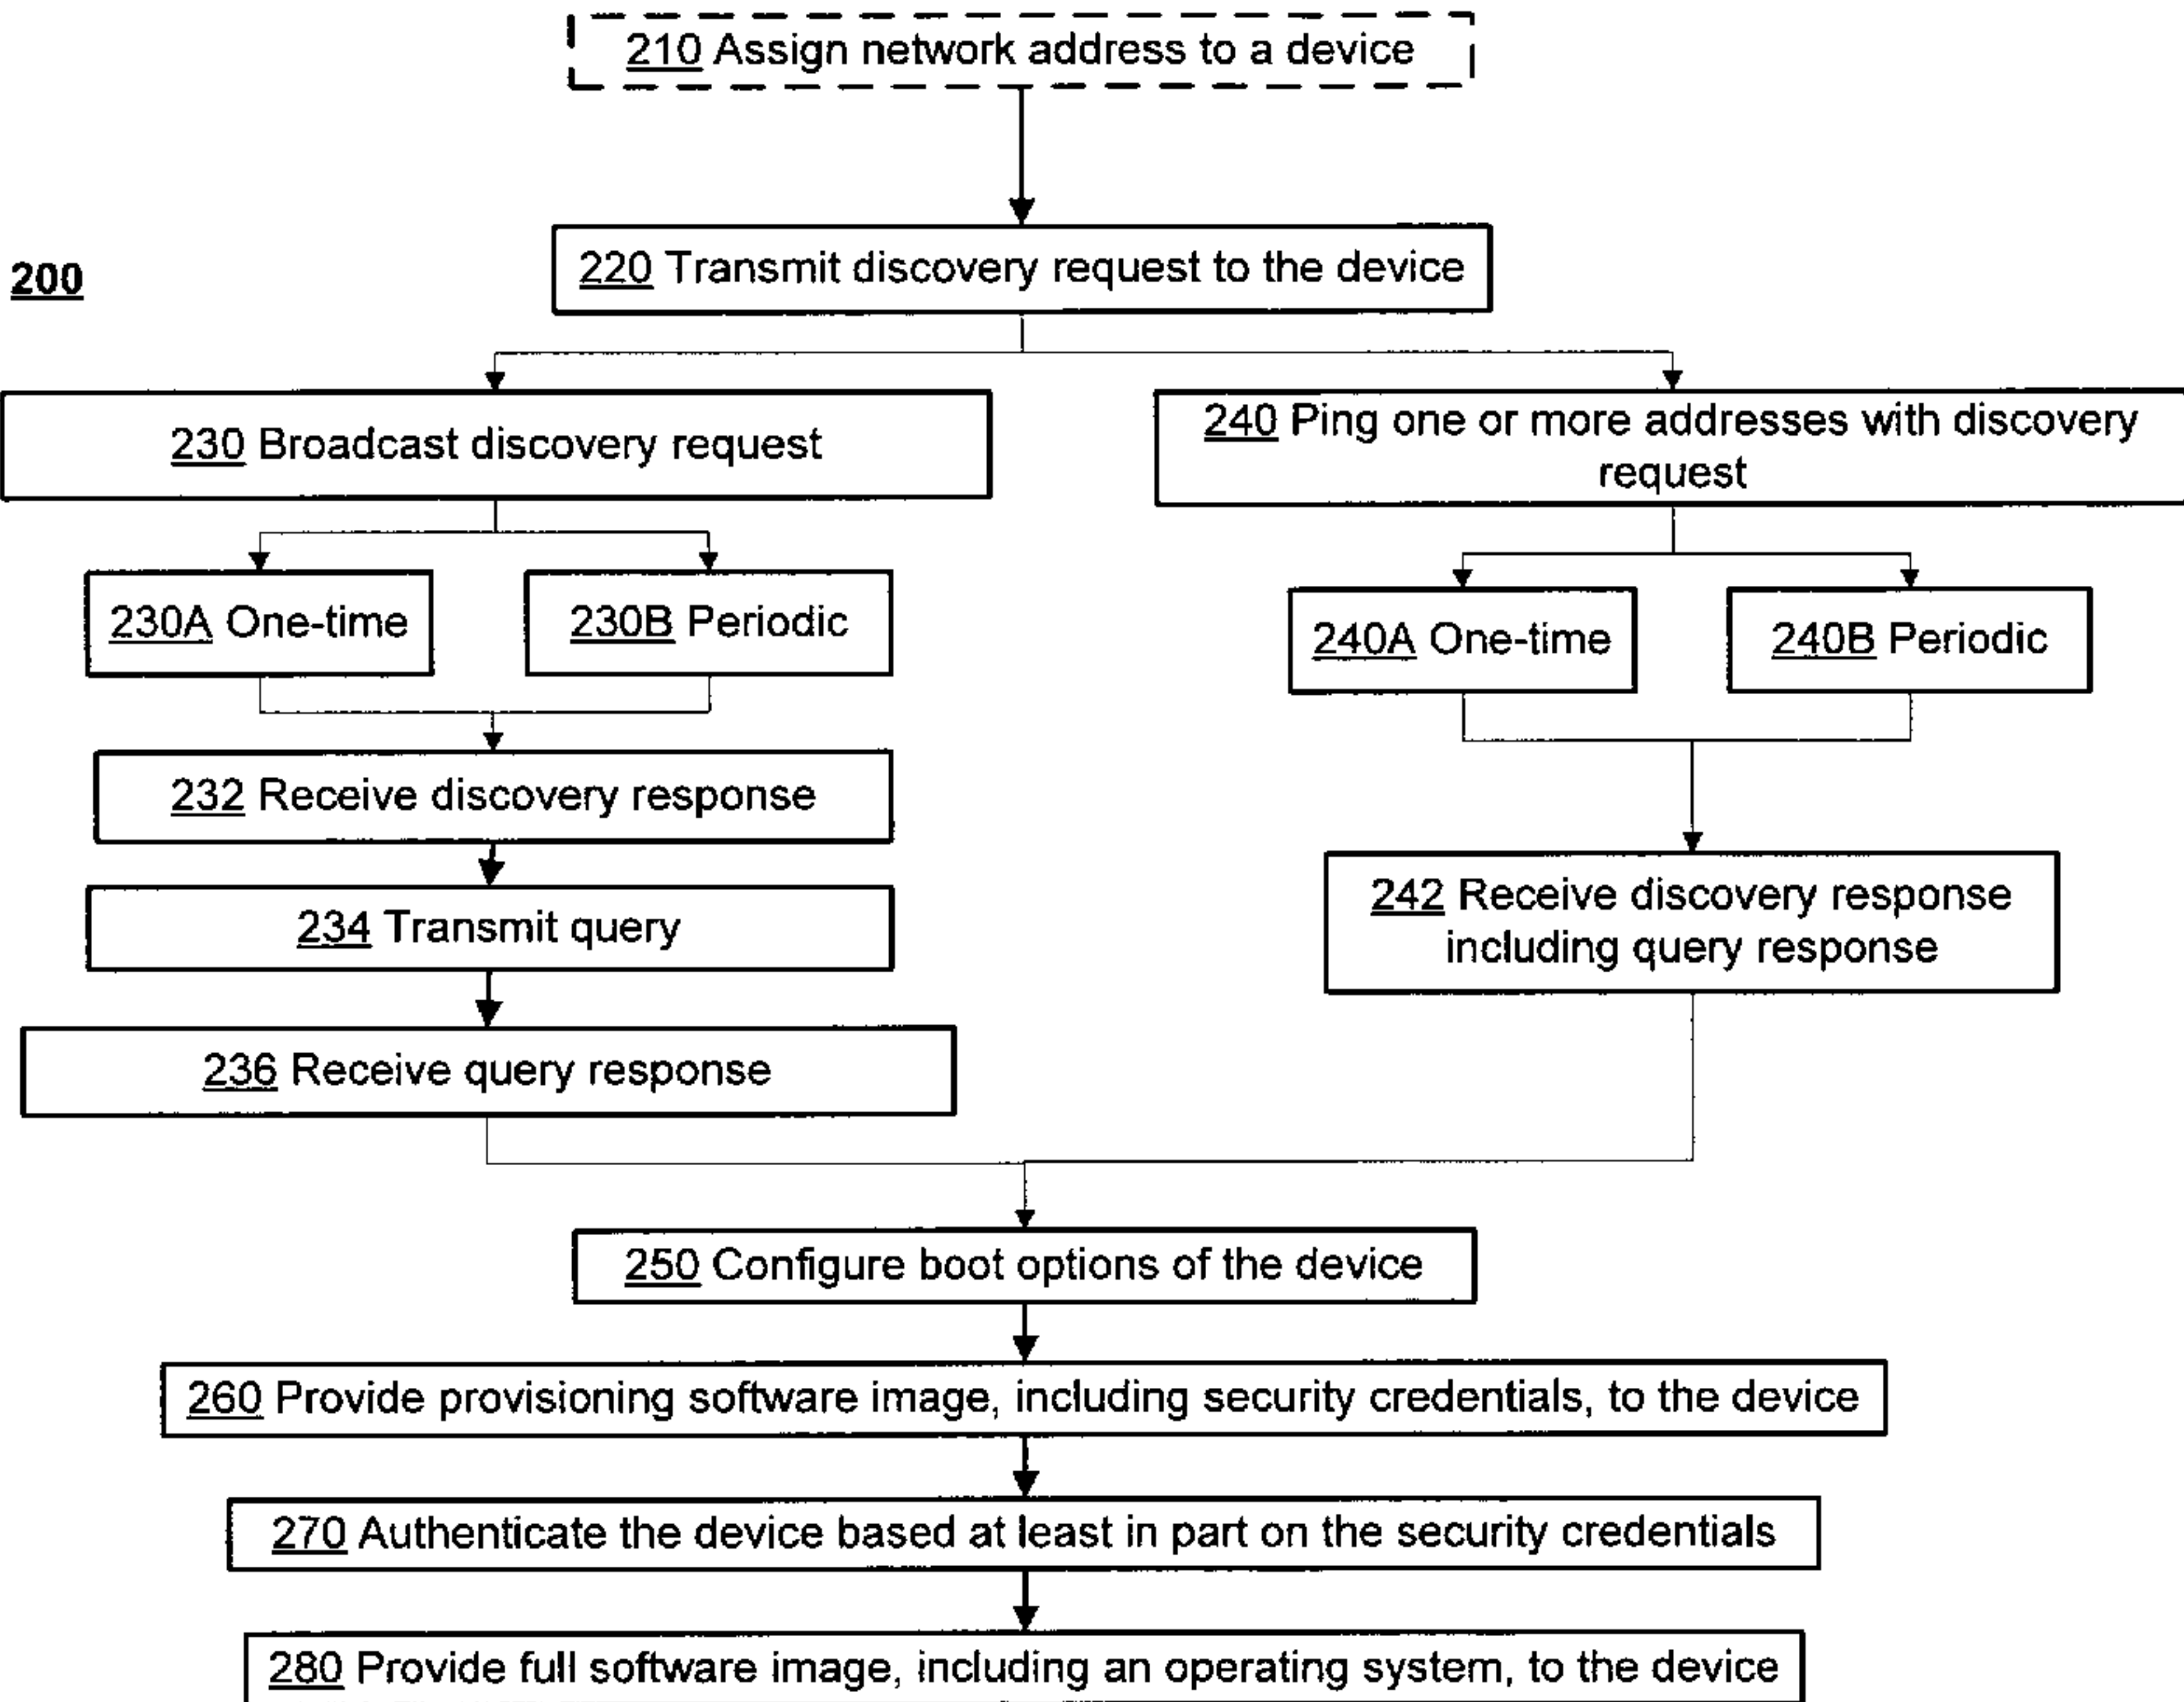 210 Assign network address to a device
200
220 Transmit discovery request to the device
230 Broadcast discovery request
240 Ping one or more addresses with discovery
request
230A One-time
230B Periodic
240A One-time
240B Periodic
232 Receive discovery response
234 Transmit query
236 Receive query response
242 Receive discovery response
including query response
250 Configure boot options of the device
260 Provide provisioning software image, including security credentials, to the device
270 Authenticate the device based at least in part on the security credentials
280 Provide full software image, including an operating system, to the device